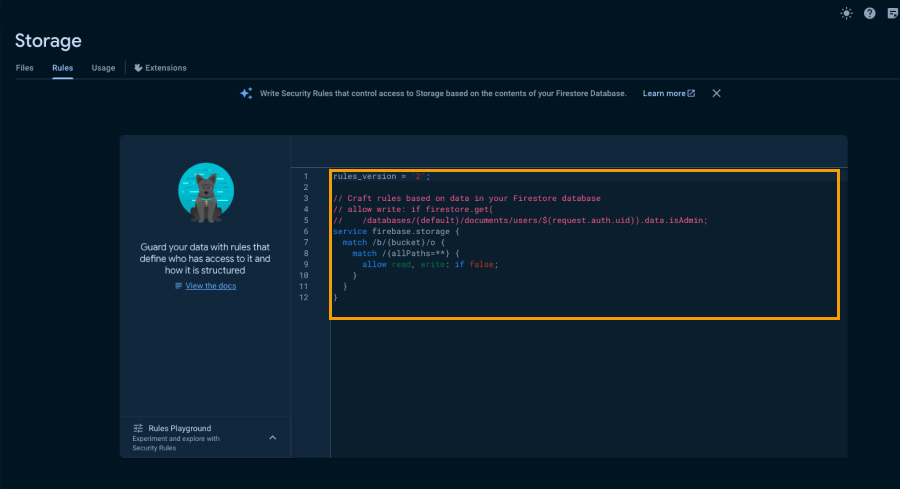 Storage
Files Rules Usage Extensions
Write Security Rules that control access to Storage based on the contents of your Firestore Database. Learn more
Guard your data with rules that
define who has access to it and
how it is structured
View the docs
Rules Playground
Experiment and explore with
Security Rules
1 rules_version = '2';
2
3 // Craft rules based on data in your Firestore database
4 // allow write: if firestore.get(
5 //    /databases/(default)/documents/users/$(request.auth.uid)).data.isAdmin;
6 service firebase.storage {
7   match /b/{bucket}/o {
8     match /{allPaths=**} {
9       allow read, write: if false;
10     }
11   }
12 }